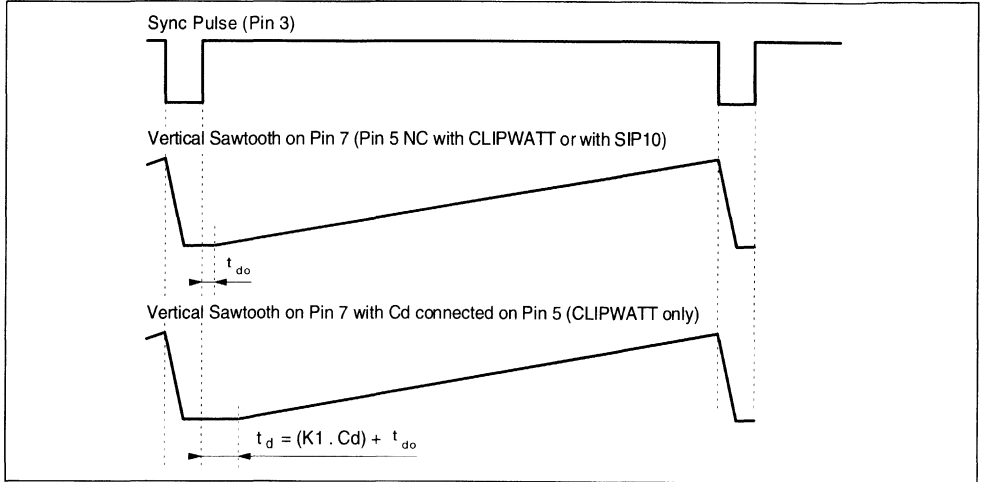 Sync Pulse (Pin 3)
Vertical Sawtooth on Pin 7 (Pin 5 NC with CLIPWATT or with SIP10)
t do
Vertical Sawtooth on Pin 7 with Cd connected on Pin 5 (CLIPWATT only)
t d = (K1 . Cd) + t do